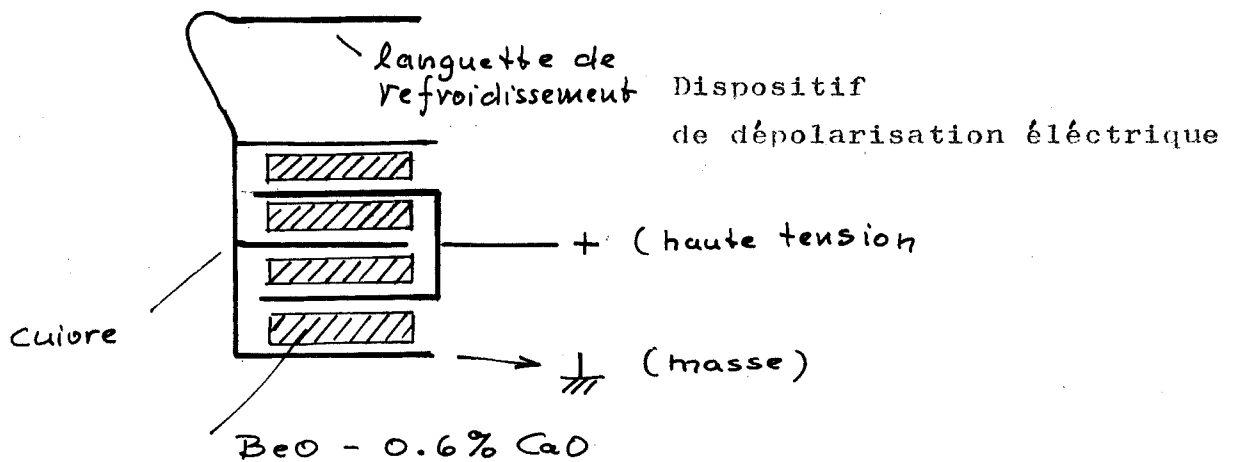 languette de
refroidissement
Dispositif
de dépolarisation éléctrique
+ (haute tension
Cuivre
(masse)
BeO - 0.6% CaO